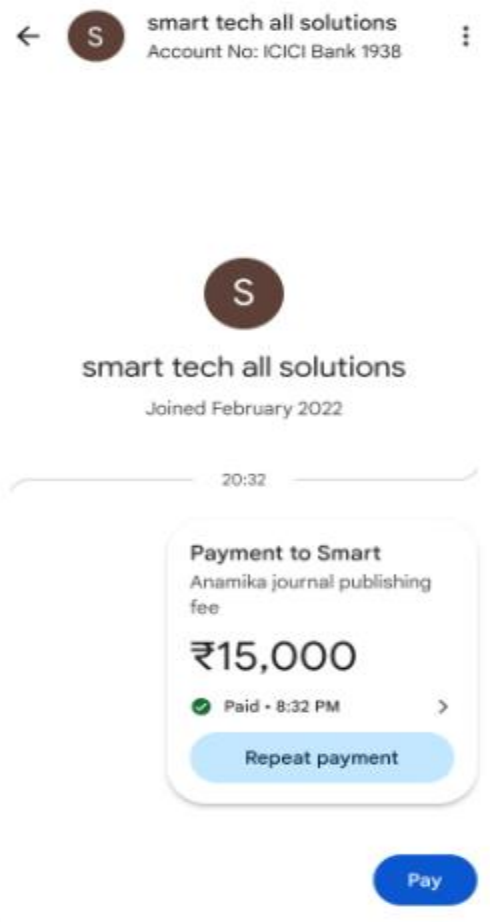 S
smart tech all solutions
Account No: ICICI Bank 1938
S
smart tech all solutions
Joined February 2022
20:32
Payment to Smart
Anamika journal publishing
fee
₹15,000
Paid • 8:32 PM
Repeat payment
Pay